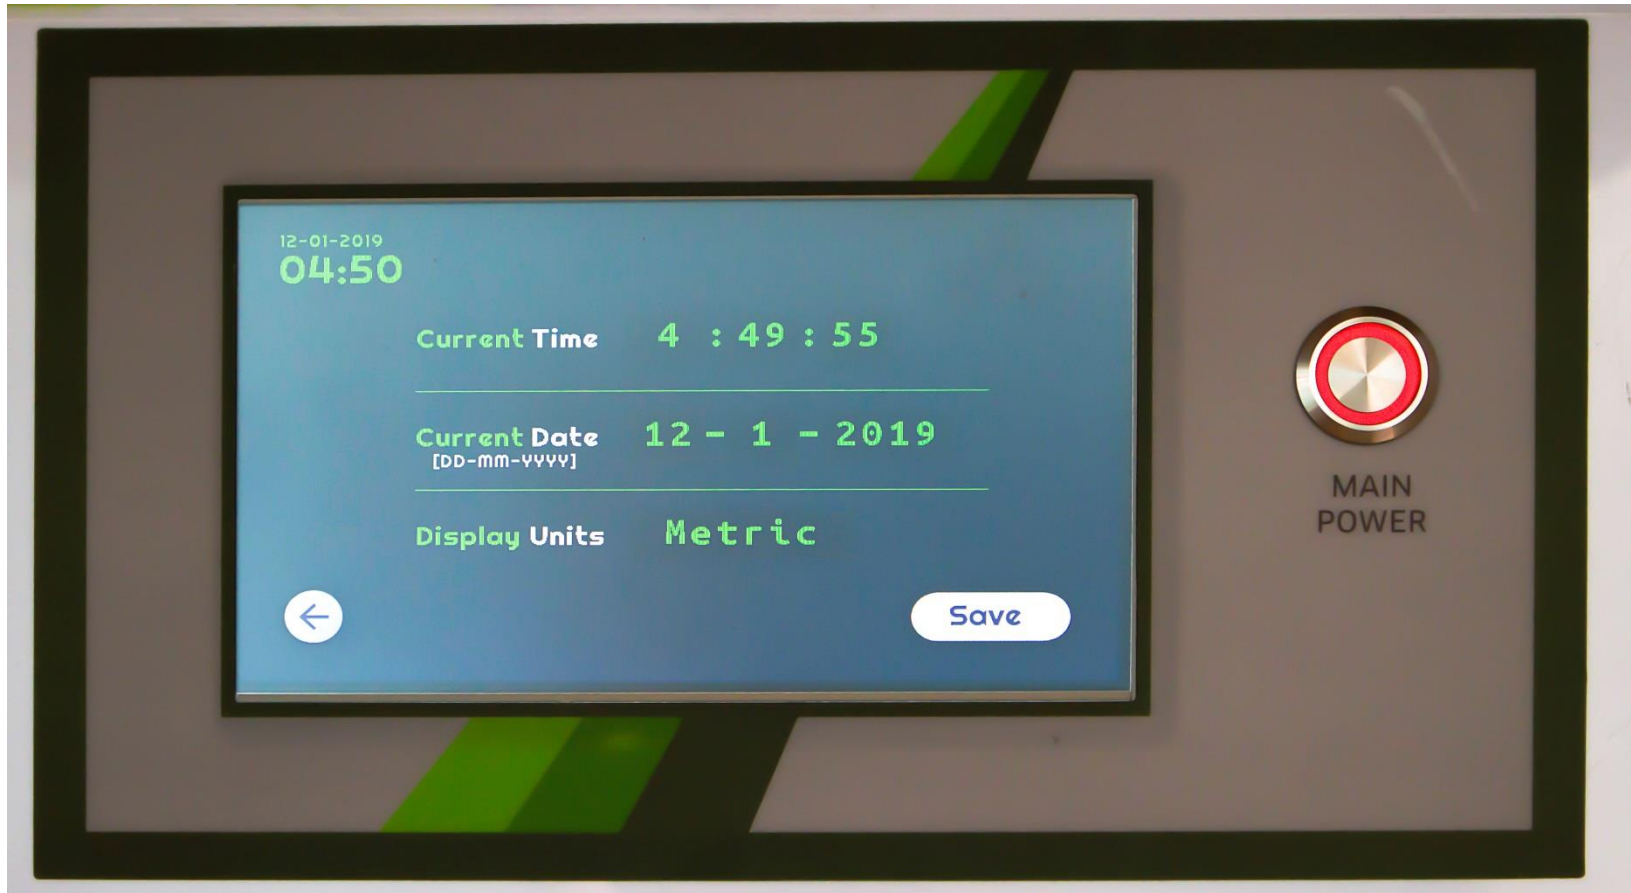 12-01-2019
04:50
Current Time 4 : 49 : 55
Current Date 12 - 1 - 2019
[DD-mm-YYYY]
Display Units Metric
Save
MAIN
POWER